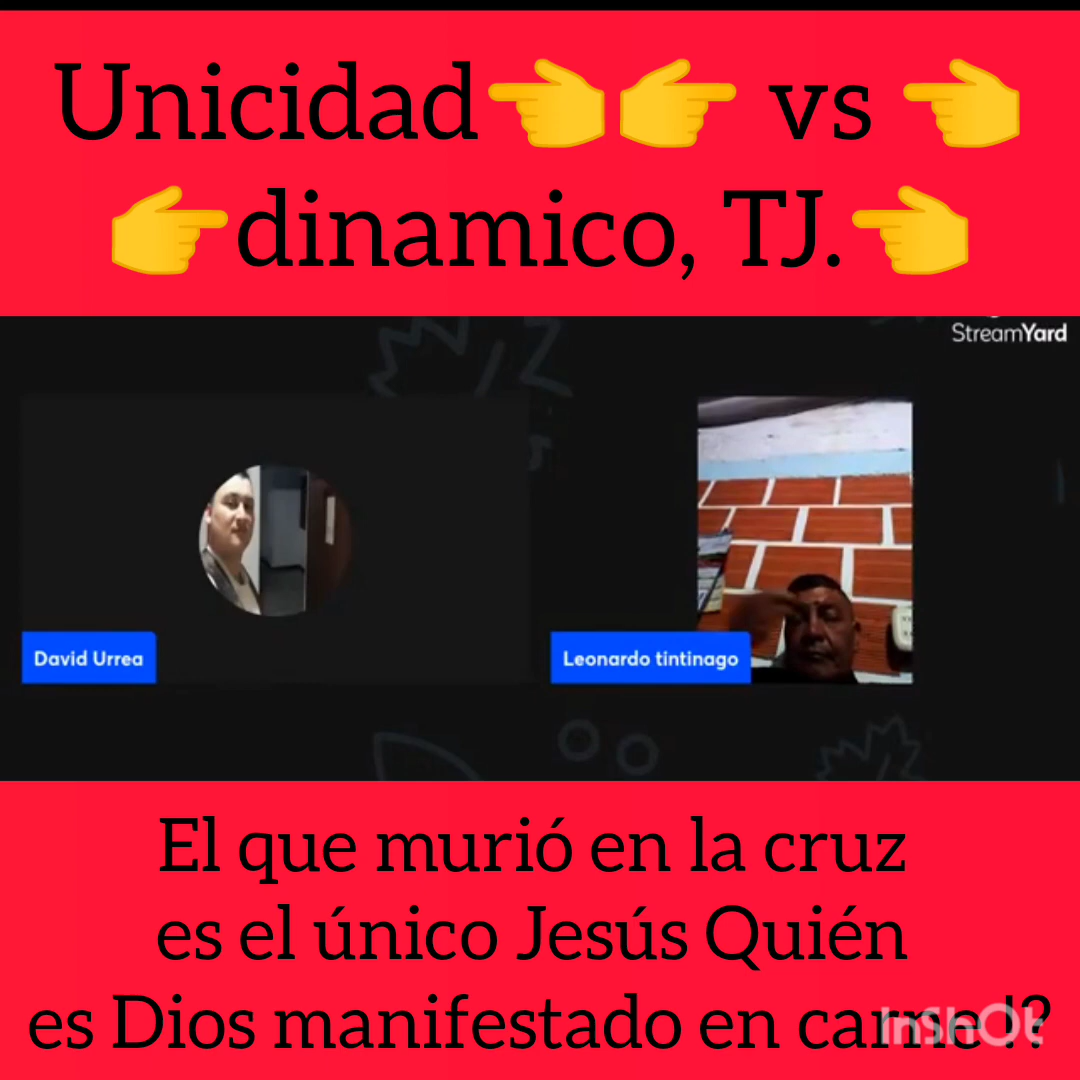 Unicidad👈👉 vs 👈
👉dinamico, TJ.👈
StreamYard
David Urrea
Leonardo tintinago
El que murió en la cruz
es el único Jesús Quién
es Dios manifestado en carne!?
InShOt